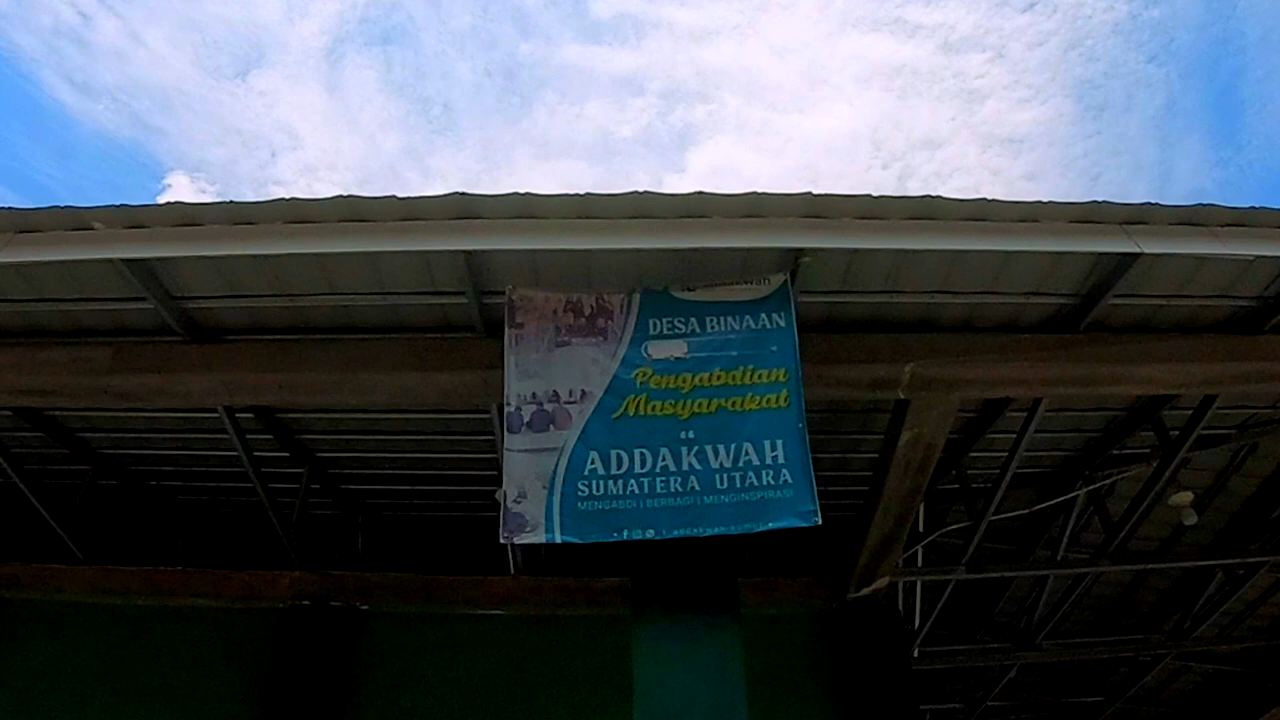 DESA BINAAN
Pengabdian
Masyarakat
“
ADDAKWAH
SUMATERA UTARA
MENGABDI | BERBAGI | MENGINSPIRASI